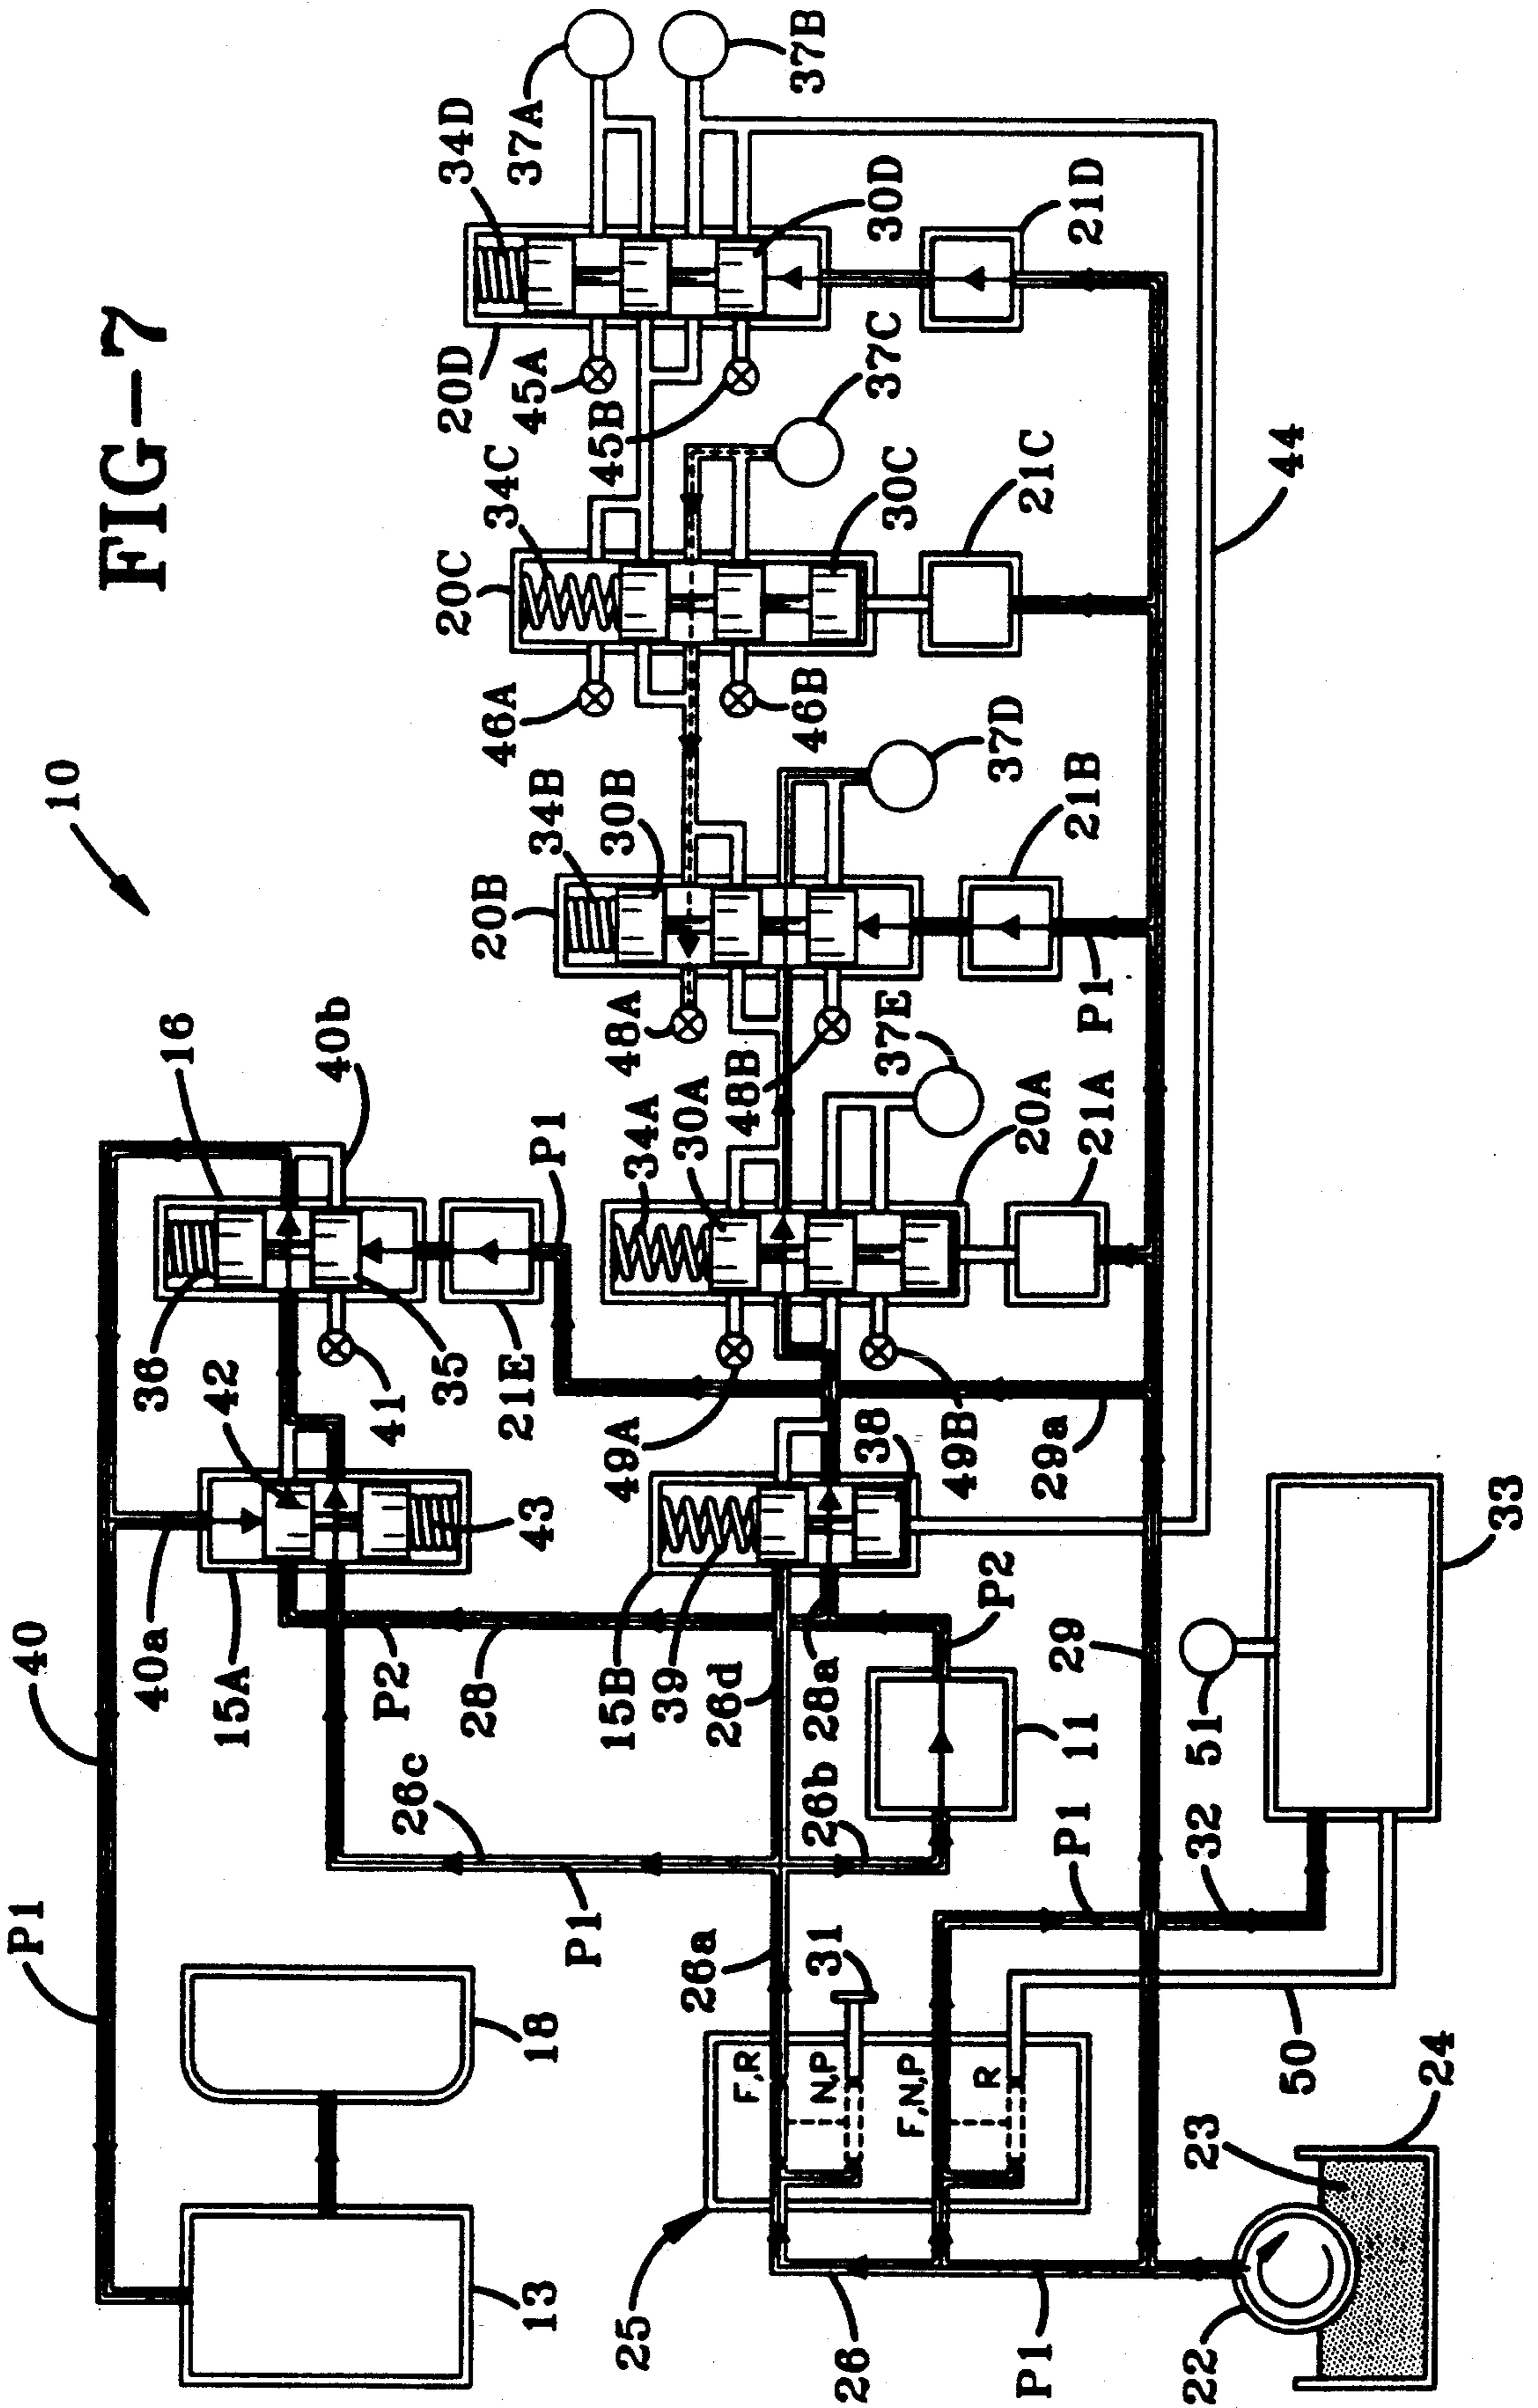 FIG-7
10
37A
37B
34D
30D
21D
20D
45A
45B
37C
34C
20C
30C
21C
46A
46B
44
37D
34B
30B
20B
21B
P1
48A
48B
16
40b
37E
34A
30A
20A
21A
P1
36
42
41
35
21E
49A
38
49B
29a
43
40
40a
15A
P2
28
15B
39
26d
28a
P2
11
29
33
51
26c
26b
P1
32
P1
P1
26a
31
18
F,R
N,P
F,N,P
R
50
24
23
13
25
26
P1
22